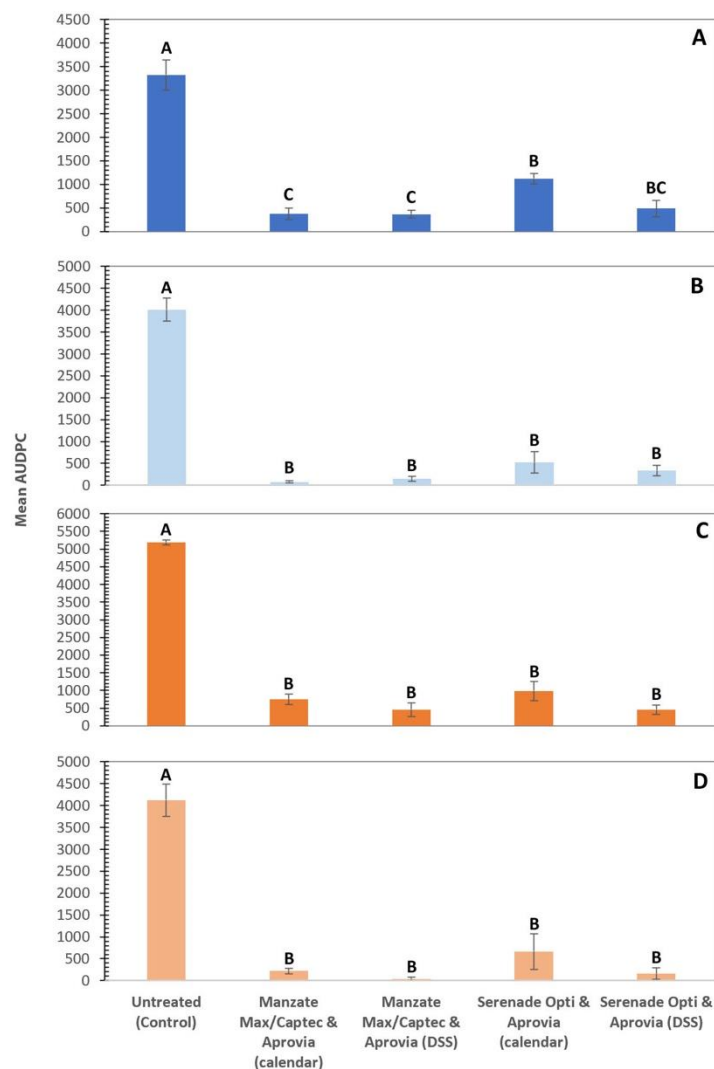 4500
4000
3500
3000
2500
2000
1500
1000
500
0
A
A
C
C
B
BC
5000
4500
4000
3500
3000
2500
2000
1500
1000
500
0
B
A
B
B
B
B
Mean AUDPC
6000
5500
5000
4500
4000
3500
3000
2500
2000
1500
1000
500
0
C
A
B
B
B
B
5000
4500
4000
3500
3000
2500
2000
1500
1000
500
0
D
A
B
B
B
B
Untreated
(Control)
Manzate
Max/Captec &
Aprovia
(calendar)
Manzate
Max/Captec &
Aprovia (DSS)
Serenade Opti &
Aprovia
(calendar)
Serenade Opti &
Aprovia (DSS)